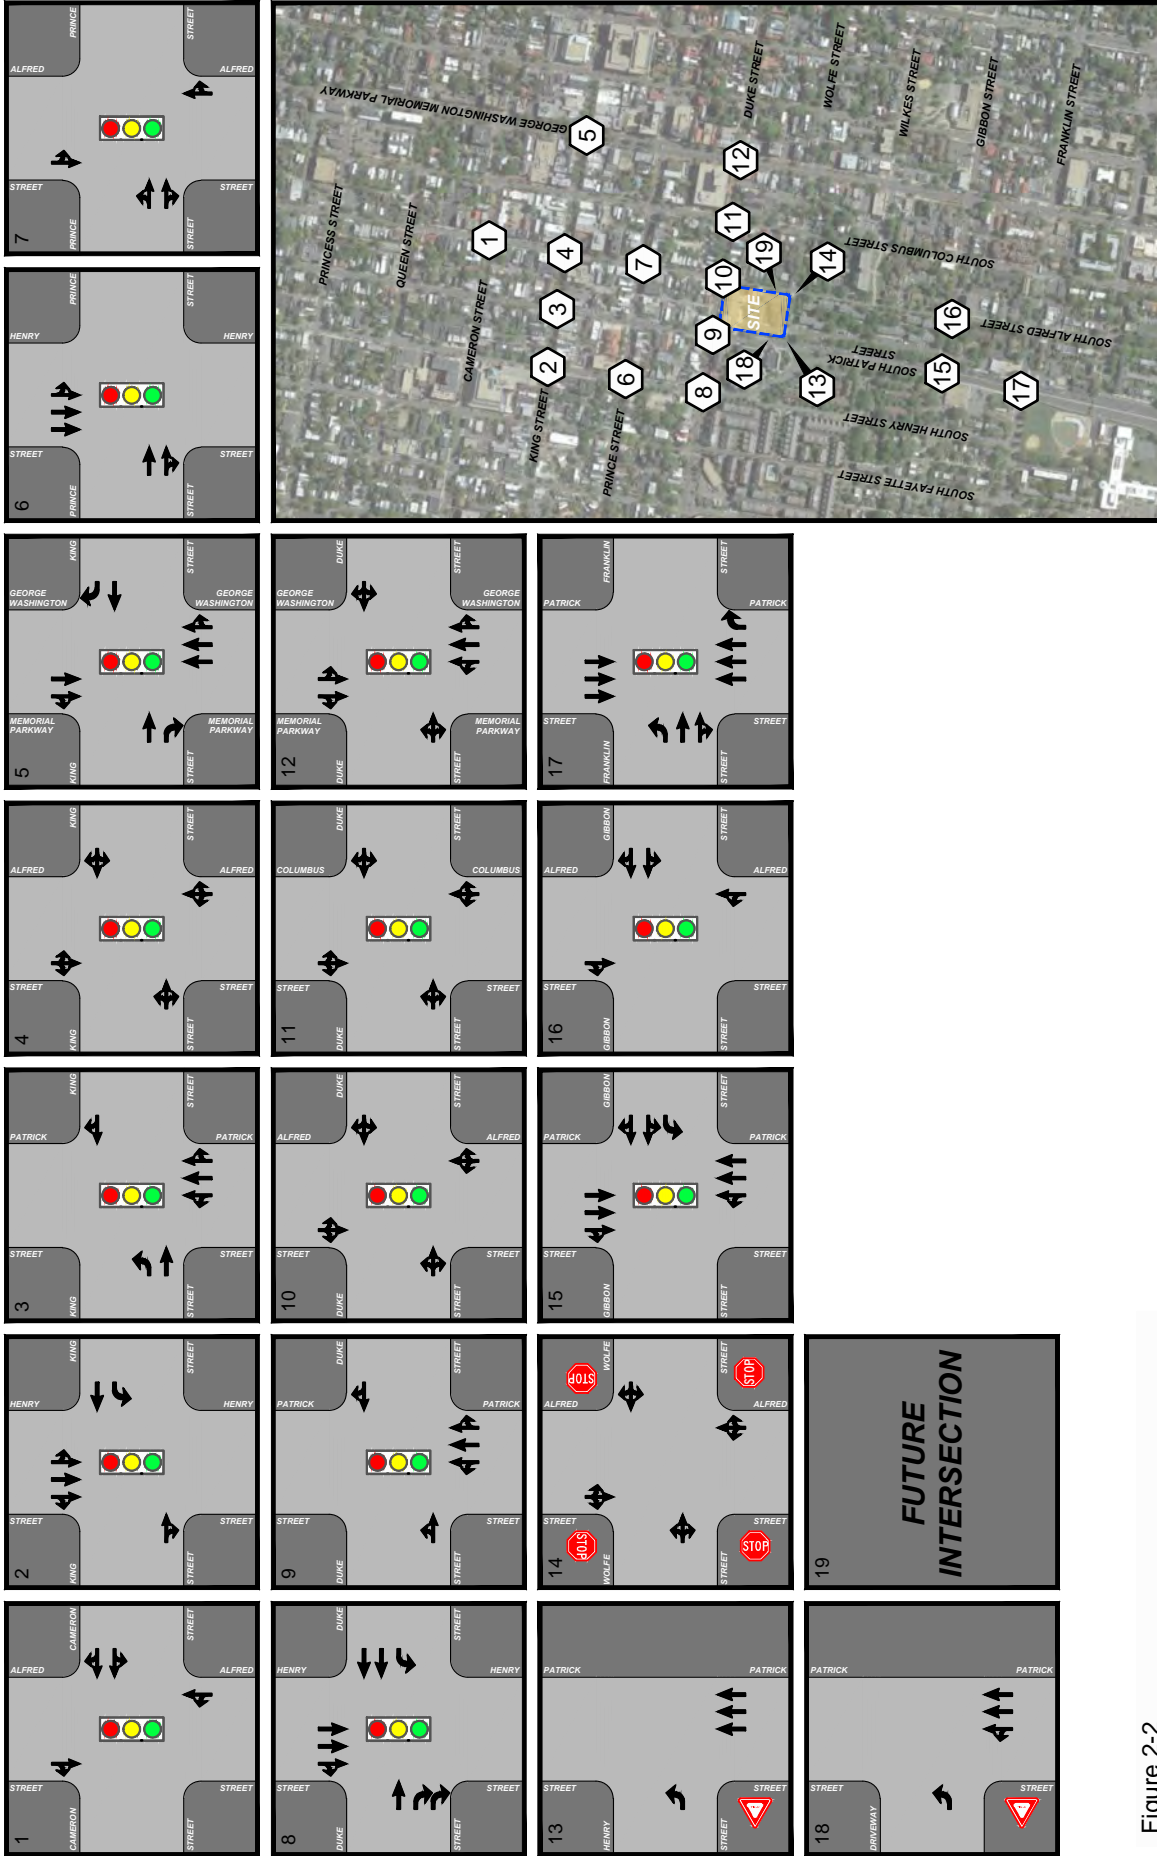 1
ALFRED
STREET
CAMERON
CAMERON
STREET
STREET
STREET
ALFRED
2
HENRY
STREET
KING
KING
STREET
STREET
STREET
HENRY
3
PATRICK
STREET
KING
KING
STREET
STREET
STREET
PATRICK
4
ALFRED
STREET
KING
KING
STREET
STREET
STREET
ALFRED
5
GEORGE
WASHINGTON
MEMORIAL
PARKWAY
KING
KING
STREET
STREET
MEMORIAL
PARKWAY
GEORGE
WASHINGTON
6
HENRY
STREET
PRINCE
PRINCE
STREET
STREET
STREET
HENRY
7
ALFRED
STREET
PRINCE
PRINCE
STREET
STREET
STREET
ALFRED
8
HENRY
STREET
DUKE
DUKE
STREET
STREET
STREET
HENRY
9
PATRICK
STREET
DUKE
DUKE
STREET
STREET
STREET
PATRICK
10
ALFRED
STREET
DUKE
DUKE
STREET
STREET
STREET
ALFRED
11
COLUMBUS
STREET
DUKE
DUKE
STREET
STREET
STREET
COLUMBUS
12
GEORGE
WASHINGTON
MEMORIAL
PARKWAY
DUKE
DUKE
STREET
STREET
MEMORIAL
PARKWAY
GEORGE
WASHINGTON
13
PATRICK
STREET
HENRY
STREET
STREET
PATRICK
14
ALFRED
STREET
WOLFE
WOLFE
STOP
STOP
STREET
STREET
STOP
STOP
STREET
ALFRED
15
PATRICK
STREET
GIBBON
GIBBON
STREET
STREET
STREET
PATRICK
16
ALFRED
STREET
GIBBON
GIBBON
STREET
STREET
STREET
ALFRED
17
PATRICK
STREET
FRANKLIN
FRANKLIN
STREET
STREET
STREET
PATRICK
18
PATRICK
STREET
DRIVEWAY
STREET
PATRICK
19
FUTURE
INTERSECTION
GEORGE WASHINGTON MEMORIAL PARKWAY
PRINCESS STREET
QUEEN STREET
CAMERON STREET
KING STREET
PRINCE STREET
DUKE STREET
WOLFE STREET
WILKES STREET
GIBBON STREET
FRANKLIN STREET
SOUTH COLUMBUS STREET
SOUTH ALFRED STREET
SOUTH PATRICK
STREET
SOUTH HENRY STREET
SOUTH FAYETTE STREET
SITE
1
2
3
4
5
6
7
8
9
10
11
12
13
14
15
16
17
18
19
Figure 2-2